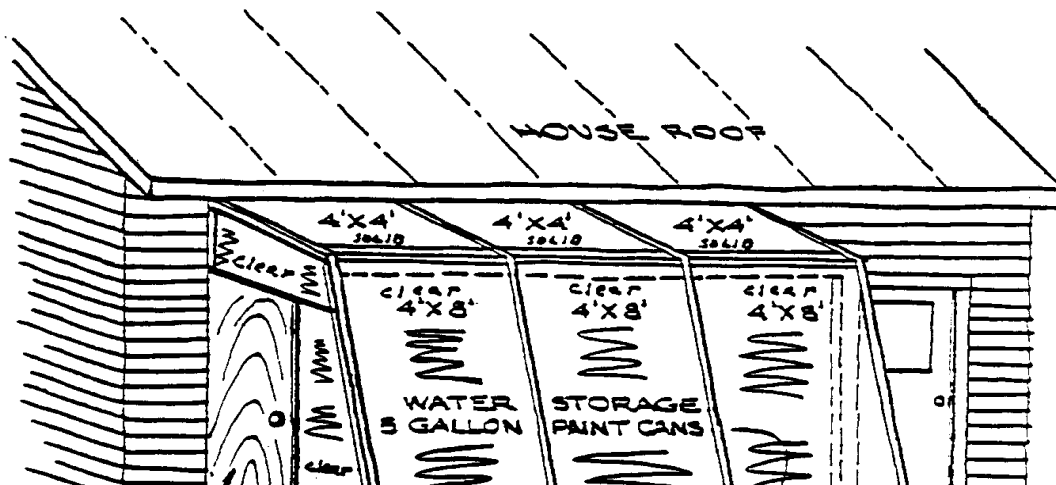 HOUSE ROOF
4'X4'
SOLID
4'X4'
SOLID
4'X4'
SOLID
clear
clear
4'X8'
clear
4'X8'
clear
4'X8'
WATER STORAGE
5 GALLON PAINT CANS
clear